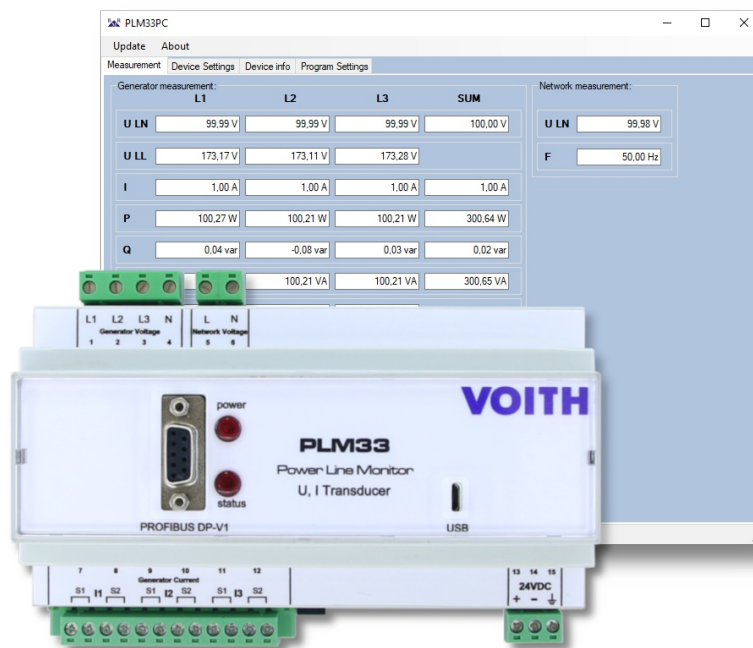 PLM33PC
Update About
Measurement Device Settings Device info Program Settings
Generator measurement:
L1 L2 L3 SUM
U LN 99,99 V 99,99 V 99,99 V 100,00 V
U LL 173,17 V 173,11 V 173,28 V
I 1,00 A 1,00 A 1,00 A 1,00 A
P 100,27 W 100,21 W 100,21 W 300,64 W
Q 0,04 var -0,08 var 0,03 var 0,02 var
100,21 VA 100,21 VA 300,65 VA
Network measurement:
U LN 99,98 V
F 50,00 Hz
L1 L2 L3 N L N
Generator Voltage Network Voltage
1 2 3 4 5 6
VOITH
power
PLM33
Power Line Monitor
U, I Transducer
status
PROFIBUS DP-V1
USB
7 8 9 10 11 12
Generator Current
S1 I1 S2 S1 I2 S2 S1 I3 S2
13 14 15
24VDC
+ -